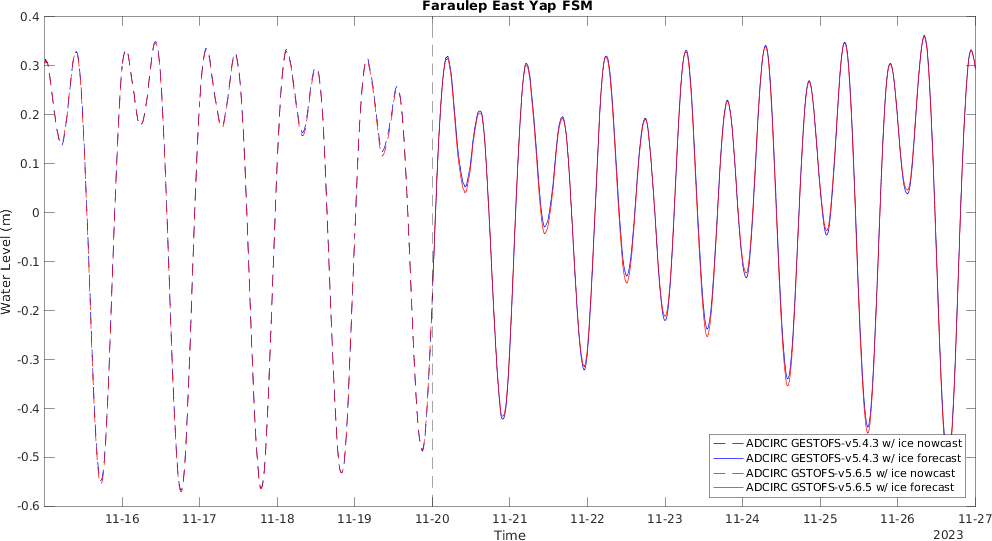 Faraulep East Yap FSM
0.4
0.3
0.2
0.1
0
-0.1
-0.2
-0.3
-0.4
-0.5
-0.6
Water Level (m)
ADCIRC GESTOFS-v5.4.3 w/ ice nowcast
ADCIRC GESTOFS-v5.4.3 w/ ice forecast
ADCIRC GSTOFS-v5.6.5 w/ ice nowcast
ADCIRC GSTOFS-v5.6.5 w/ ice forecast
11-16 11-17 11-18 11-19 11-20 11-21 11-22 11-23 11-24 11-25 11-26 11-27
Time
2023